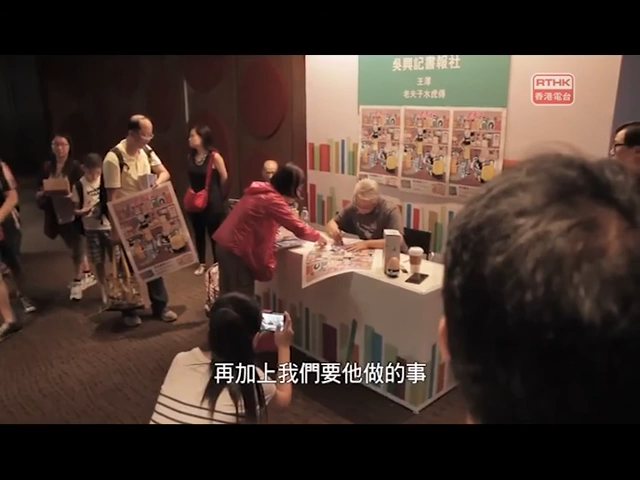 吳興記書報社
王澤
老夫子水虎傳
RTHK
香港電台
再加上我們要他做的事